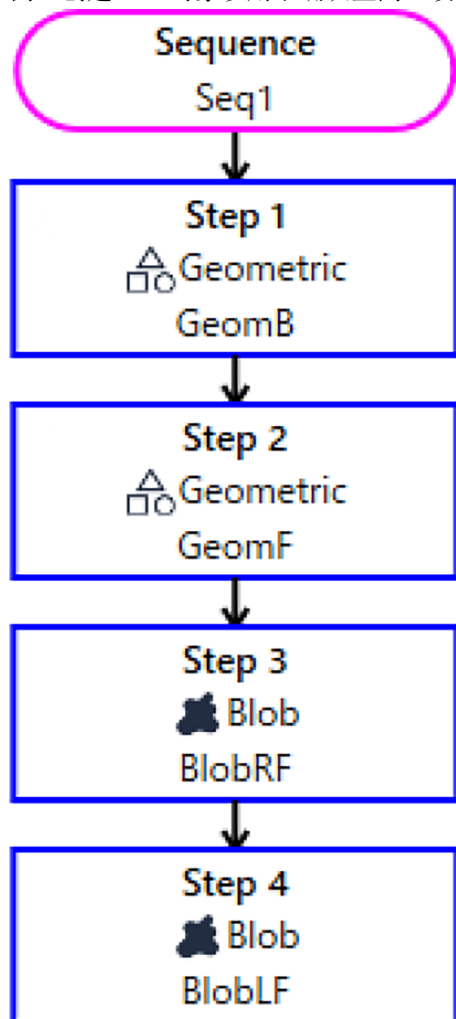 Sequence
Seq1
Step 1
Geometric
GeomB
Step 2
Geometric
GeomF
Step 3
Blob
BlobRF
Step 4
Blob
BlobLF